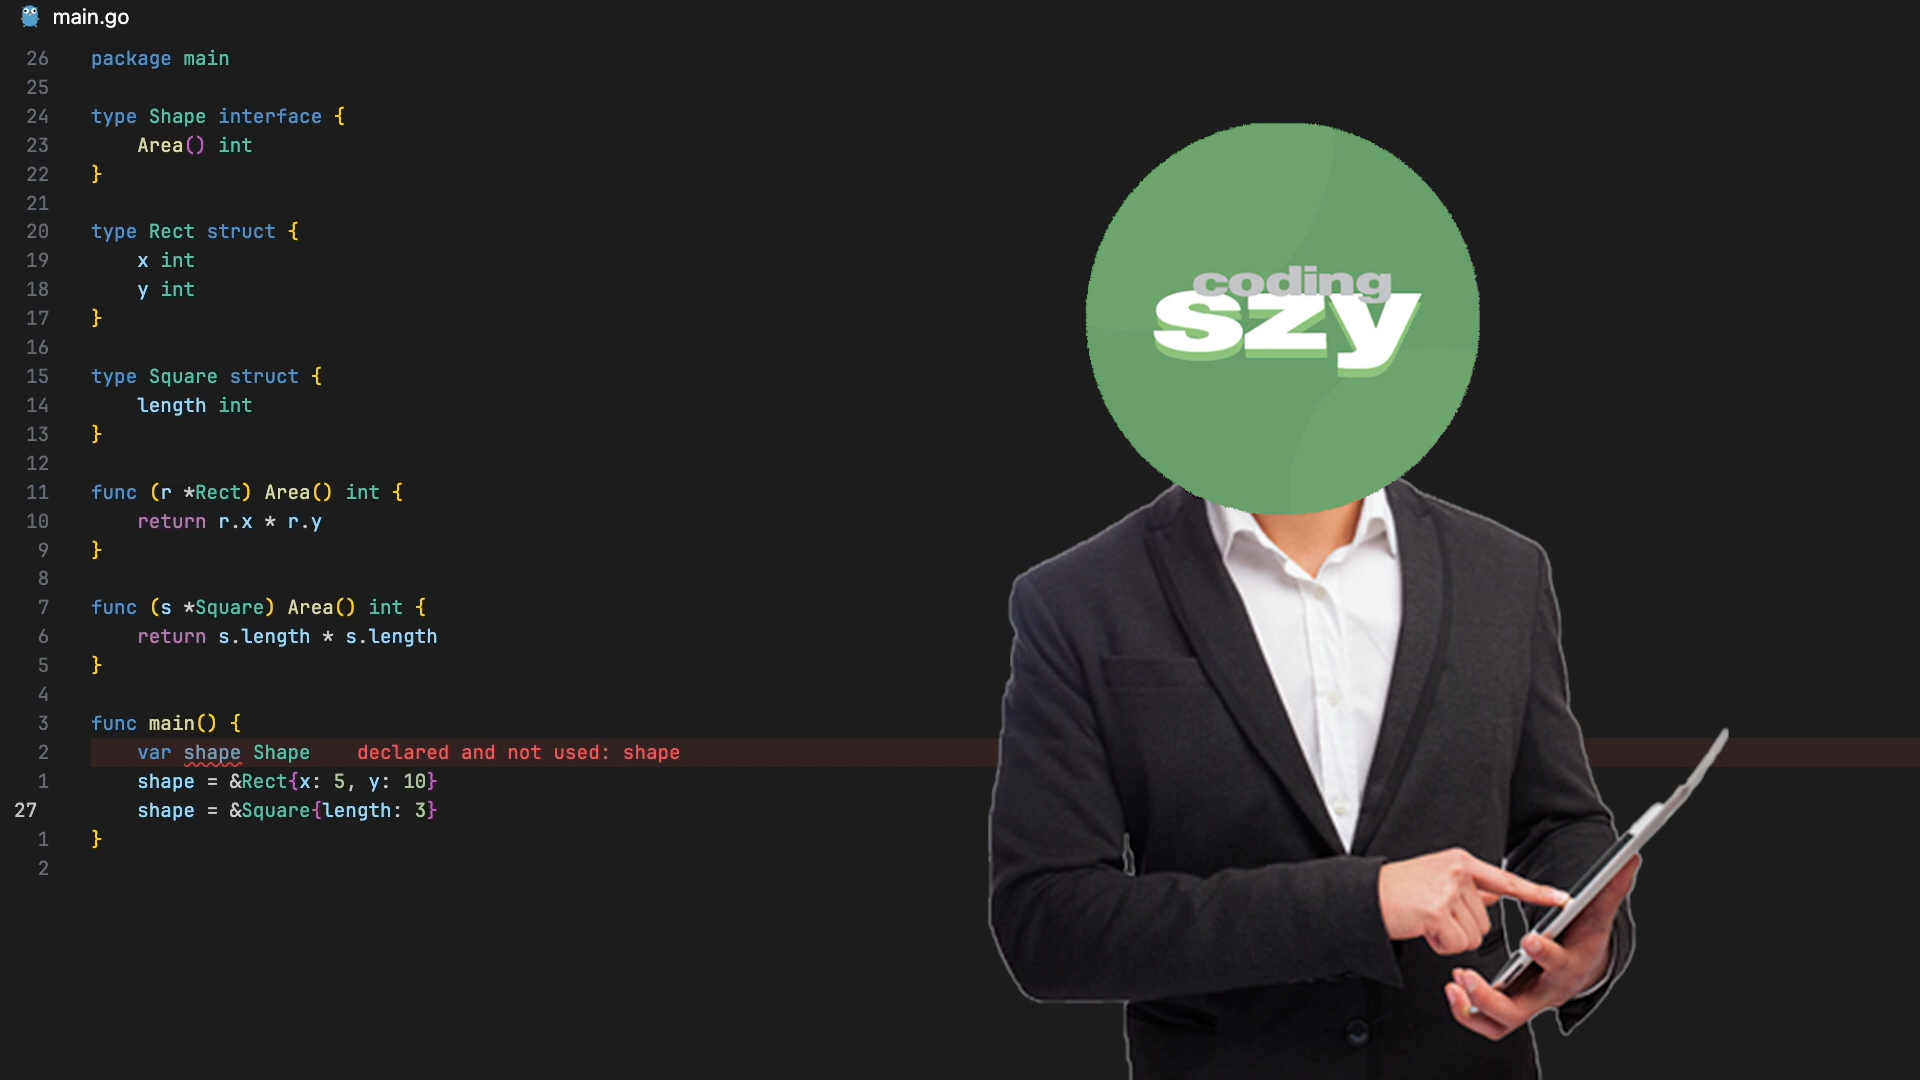 main.go
26 package main
25
24 type Shape interface {
23     Area() int
22 }
21
20 type Rect struct {
19     x int
18     y int
17 }
16
15 type Square struct {
14     length int
13 }
12
11 func (r *Rect) Area() int {
10     return r.x * r.y
9 }
8
7 func (s *Square) Area() int {
6     return s.length * s.length
5 }
4
3 func main() {
2     var shape Shape    declared and not used: shape
1     shape = &Rect{x: 5, y: 10}
27     shape = &Square{length: 3}
1 }
2
coding
szy